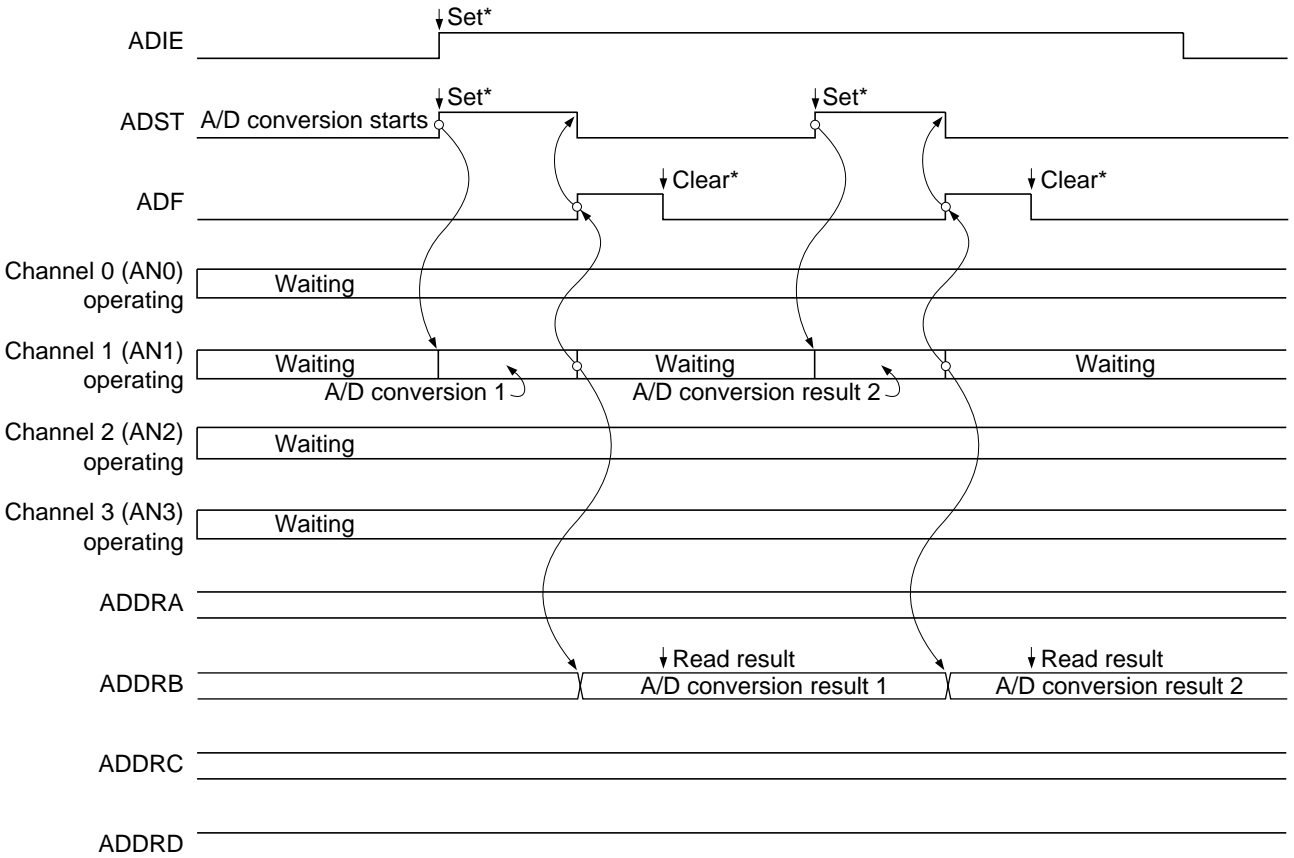 Set*
ADIE
Set*
Set*
ADST A/D conversion starts
Clear*
Clear*
ADF
Channel 0 (AN0)
operating
Waiting
Channel 1 (AN1)
operating
Waiting
Waiting
Waiting
A/D conversion 1
A/D conversion result 2
Channel 2 (AN2)
operating
Waiting
Channel 3 (AN3)
operating
Waiting
ADDRA
Read result
Read result
ADDRB
A/D conversion result 1
A/D conversion result 2
ADDRC
ADDRD